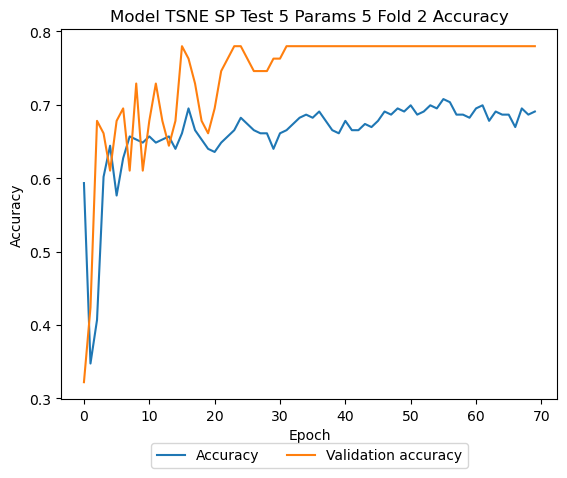 Model TSNE SP Test 5 Params 5 Fold 2 Accuracy
0.8
0.7
0.6
0.5
0.4
0.3
Accuracy
0 10 20 30 40 50 60 70
Epoch
Accuracy Validation accuracy